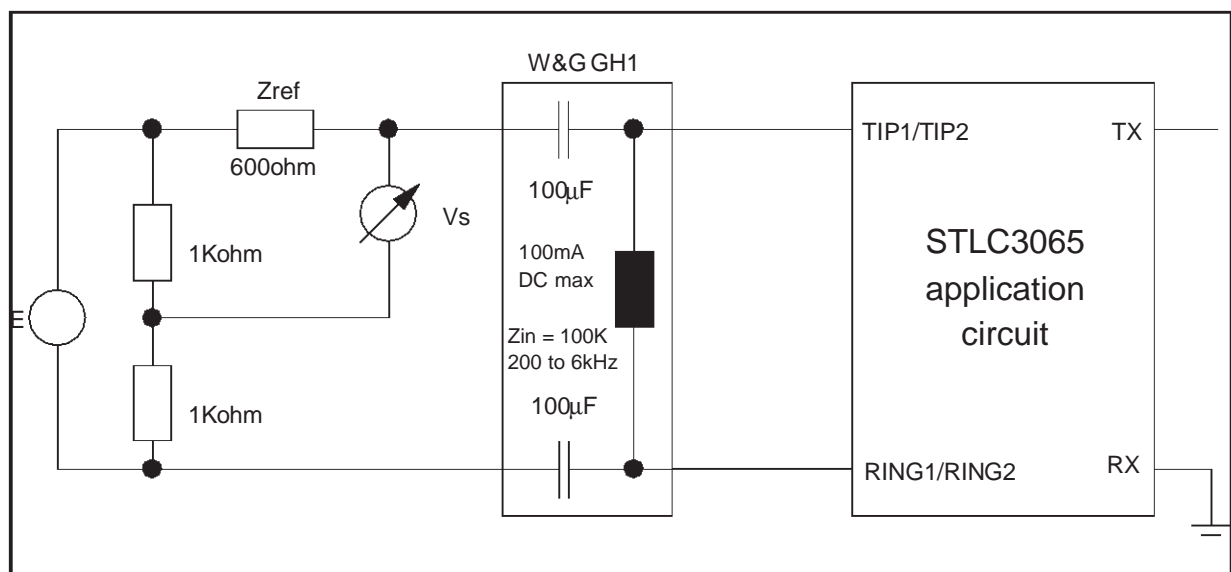 W&G GH1
Zref
600ohm
TIP1/TIP2
TX
100µF
Vs
1Kohm
100mA
DC max
STLC3065
application
circuit
E
Zin = 100K
200 to 6kHz
1Kohm
100µF
RING1/RING2
RX